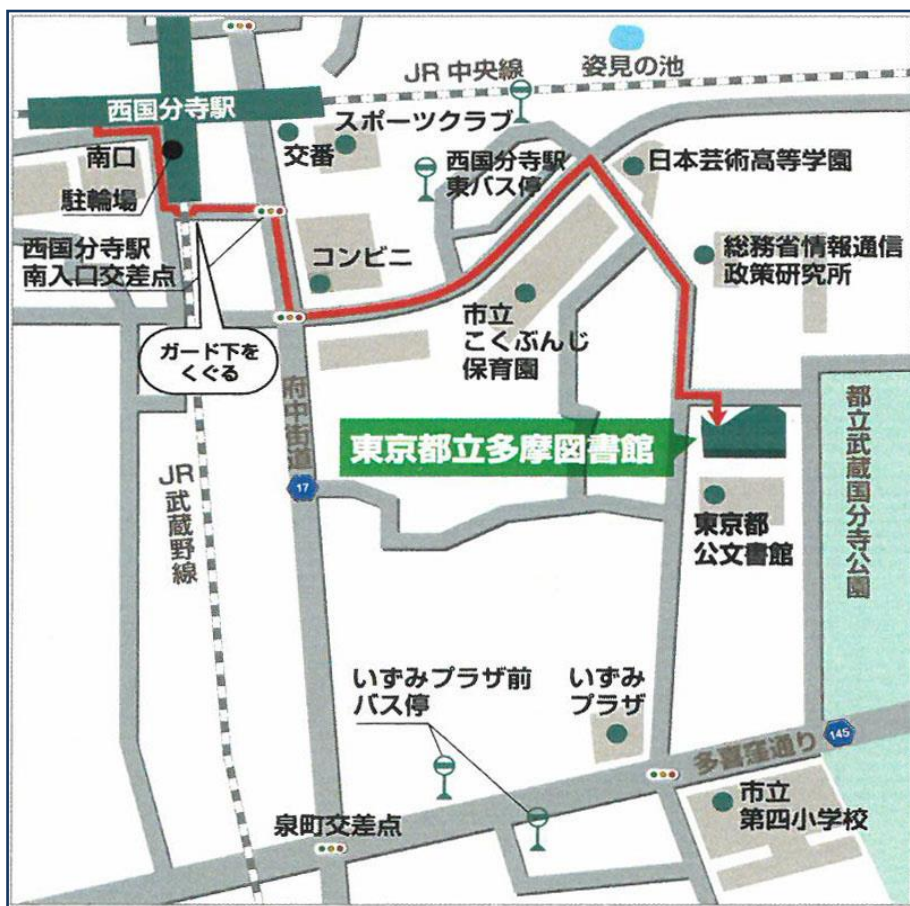 姿見の池
JR中央線
西国分寺駅
スポーツクラブ
南口
交番
西国分寺駅
東バス停
日本芸術高等学園
駐輪場
西国分寺駅
南入口交差点
コンビニ
総務省情報通信
政策研究所
市立
こくぶんじ
保育園
ガード下を
くぐる
府中街道
都立武蔵国分寺公園
東京都立多摩図書館
JR武蔵野線
17
東京都
公文書館
いずみプラザ前
バス停
いずみ
プラザ
多喜窪通り
145
市立
第四小学校
泉町交差点